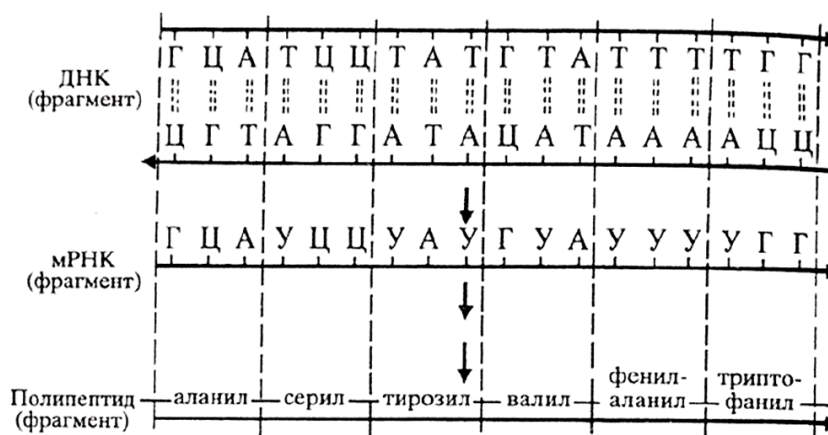 Г Ц А Т Ц Ц Т А Т Г Т А Т Т Т Т Г Г
ДНК
(фрагмент)
Ц Г Т А Г Г А Т А Ц А Т А А А А Ц Ц
Г Ц А У Ц Ц У А У Г У А У У У У Г Г
мРНК
(фрагмент)
фенил- трипто-
Полипептид аланил серил тирозил валил аланил фанил
(фрагмент)